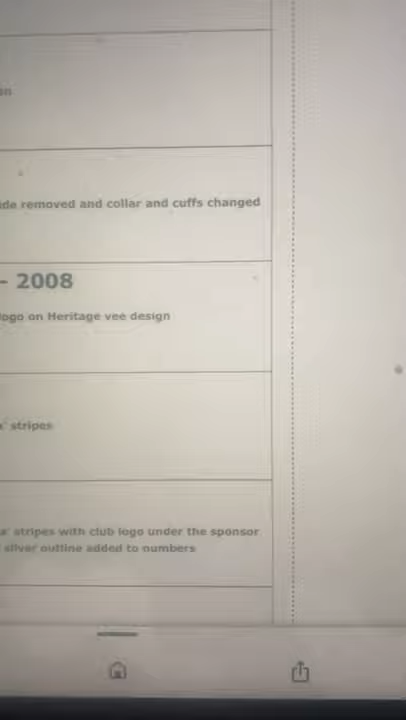 on
removed and collar and cuffs changed
- 2008
logo on Heritage vee design
stripes
stripes with club logo under the sponsor
silver outline added to numbers